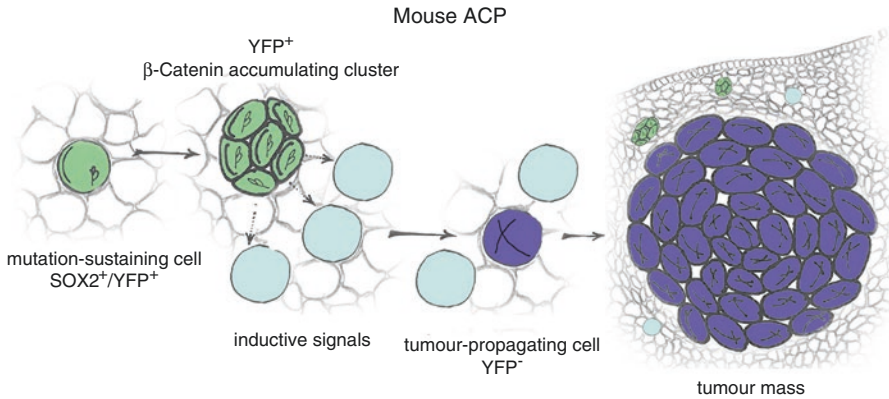 Mouse ACP
YFP⁺
β-Catenin accumulating cluster
mutation-sustaining cell
SOX2⁺/YFP⁺
inductive signals
tumour-propagating cell
YFP⁻
tumour mass